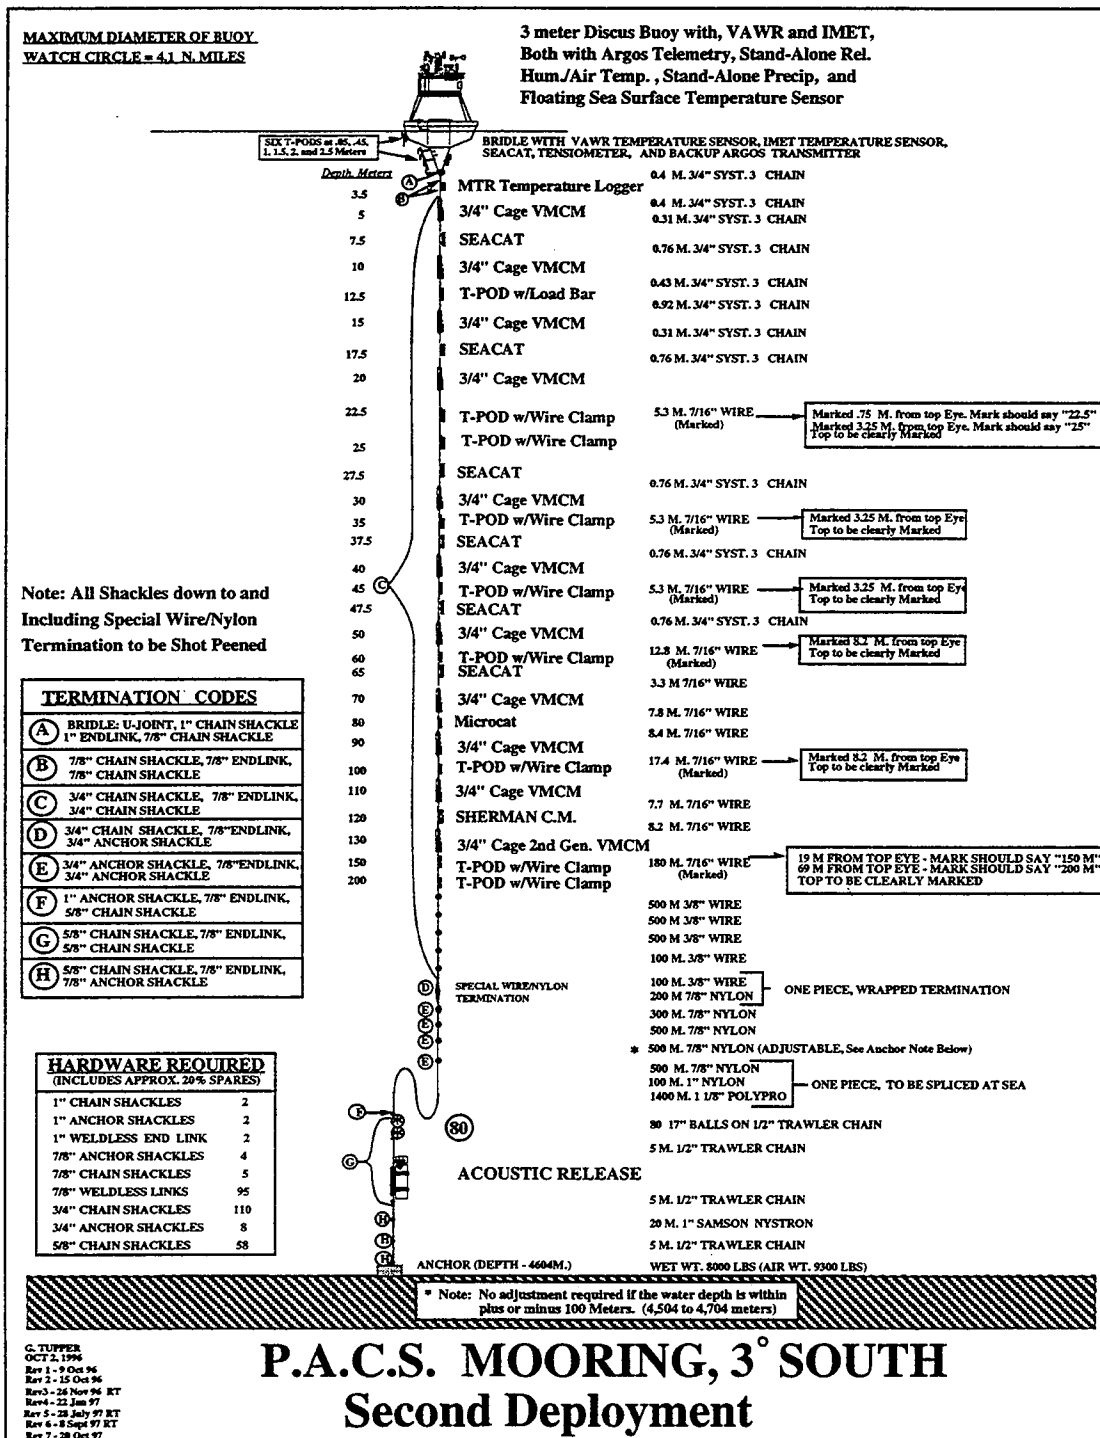 MAXIMUM DIAMETER OF BUOY
WATCH CIRCLE = 4.1 N. MILES
3 meter Discus Buoy with, VAWR and IMET,
Both with Argos Telemetry, Stand-Alone Rel.
Hum./Air Temp. , Stand-Alone Precip, and
Floating Sea Surface Temperature Sensor
SIX T-PODS at .05, .45,
1, 1.5, 2, and 2.5 Meters
BRIDLE WITH VAWR TEMPERATURE SENSOR, IMET TEMPERATURE SENSOR,
SEACAT, TENSIOMETER, AND BACKUP ARGOS TRANSMITTER
Depth Meters
A
0.4 M. 3/4" SYST. 3 CHAIN
3.5
B
MTR Temperature Logger
0.4 M. 3/4" SYST. 3 CHAIN
5
3/4" Cage VMCM
0.31 M. 3/4" SYST. 3 CHAIN
7.5
SEACAT
0.76 M. 3/4" SYST. 3 CHAIN
10
3/4" Cage VMCM
0.43 M. 3/4" SYST. 3 CHAIN
12.5
T-POD w/Load Bar
0.92 M. 3/4" SYST. 3 CHAIN
15
3/4" Cage VMCM
0.31 M. 3/4" SYST. 3 CHAIN
17.5
SEACAT
0.76 M. 3/4" SYST. 3 CHAIN
20
3/4" Cage VMCM
22.5
T-POD w/Wire Clamp
5.3 M. 7/16" WIRE
(Marked)
Marked .75 M. from top Eye. Mark should say "22.5"
Marked 3.25 M. from top Eye. Mark should say "25"
Top to be clearly Marked
25
T-POD w/Wire Clamp
27.5
SEACAT
0.76 M. 3/4" SYST. 3 CHAIN
30
3/4" Cage VMCM
35
T-POD w/Wire Clamp
5.3 M. 7/16" WIRE
(Marked)
Marked 3.25 M. from top Eye
Top to be clearly Marked
37.5
SEACAT
0.76 M. 3/4" SYST. 3 CHAIN
40
3/4" Cage VMCM
C
45
T-POD w/Wire Clamp
5.3 M. 7/16" WIRE
(Marked)
Marked 3.25 M. from top Eye
Top to be clearly Marked
47.5
SEACAT
0.76 M. 3/4" SYST. 3 CHAIN
50
3/4" Cage VMCM
60
T-POD w/Wire Clamp
12.8 M. 7/16" WIRE
(Marked)
Marked 8.2 M. from top Eye
Top to be clearly Marked
65
SEACAT
3.3 M 7/16" WIRE
70
3/4" Cage VMCM
7.8 M. 7/16" WIRE
80
Microcat
8.4 M. 7/16" WIRE
90
3/4" Cage VMCM
100
T-POD w/Wire Clamp
17.4 M. 7/16" WIRE
(Marked)
Marked 8.2 M. from top Eye
Top to be clearly Marked
110
3/4" Cage VMCM
7.7 M. 7/16" WIRE
120
SHERMAN C.M.
8.2 M. 7/16" WIRE
130
3/4" Cage 2nd Gen. VMCM
150
T-POD w/Wire Clamp
180 M. 7/16" WIRE
(Marked)
19 M FROM TOP EYE - MARK SHOULD SAY "150 M"
69 M FROM TOP EYE - MARK SHOULD SAY "200 M"
TOP TO BE CLEARLY MARKED
200
T-POD w/Wire Clamp
500 M 3/8" WIRE
500 M 3/8" WIRE
500 M 3/8" WIRE
100 M. 3/8" WIRE
D
SPECIAL WIRE/NYLON
TERMINATION
100 M. 3/8" WIRE
200 M 7/8" NYLON
ONE PIECE, WRAPPED TERMINATION
E
300 M. 7/8" NYLON
E
500 M. 7/8" NYLON
E
* 500 M. 7/8" NYLON (ADJUSTABLE, See Anchor Note Below)
E
500 M. 7/8" NYLON
100 M. 1" NYLON
1400 M. 1 1/8" POLYPRO
ONE PIECE, TO BE SPLICED AT SEA
F
80
80 17" BALLS ON 1/2" TRAWLER CHAIN
5 M. 1/2" TRAWLER CHAIN
G
ACOUSTIC RELEASE
5 M. 1/2" TRAWLER CHAIN
H
20 M. 1" SAMSON NYSTRON
H
5 M. 1/2" TRAWLER CHAIN
H
ANCHOR (DEPTH - 4604M.)
WET WT. 8000 LBS (AIR WT. 9300 LBS)
* Note: No adjustment required if the water depth is within
plus or minus 100 Meters. (4,504 to 4,704 meters)
Note: All Shackles down to and
Including Special Wire/Nylon
Termination to be Shot Peened
TERMINATION CODES
A BRIDLE: U-JOINT, 1" CHAIN SHACKLE
1" ENDLINK, 7/8" CHAIN SHACKLE
B 7/8" CHAIN SHACKLE, 7/8" ENDLINK,
7/8" CHAIN SHACKLE
C 3/4" CHAIN SHACKLE, 7/8" ENDLINK,
3/4" CHAIN SHACKLE
D 3/4" CHAIN SHACKLE, 7/8"ENDLINK,
3/4" ANCHOR SHACKLE
E 3/4" ANCHOR SHACKLE, 7/8"ENDLINK,
3/4" ANCHOR SHACKLE
F 1" ANCHOR SHACKLE, 7/8" ENDLINK,
5/8" CHAIN SHACKLE
G 5/8" CHAIN SHACKLE, 7/8" ENDLINK,
5/8" CHAIN SHACKLE
H 5/8" CHAIN SHACKLE, 7/8" ENDLINK,
7/8" ANCHOR SHACKLE
HARDWARE REQUIRED
(INCLUDES APPROX. 20% SPARES)
1" CHAIN SHACKLES 2
1" ANCHOR SHACKLES 2
1" WELDLESS END LINK 2
7/8" ANCHOR SHACKLES 4
7/8" CHAIN SHACKLES 5
7/8" WELDLESS LINKS 95
3/4" CHAIN SHACKLES 110
3/4" ANCHOR SHACKLES 8
5/8" CHAIN SHACKLES 58
G. TUPPER
OCT 2, 1996
Rev 1 - 9 Oct 96
Rev 2 - 15 Oct 96
Rev3 - 26 Nov 96 RT
Rev4 - 22 Jan 97
Rev 5 - 28 July 97 RT
Rev 6 - 8 Sept 97 RT
Rev 7 - 20 Oct 97
P.A.C.S. MOORING, 3° SOUTH
Second Deployment